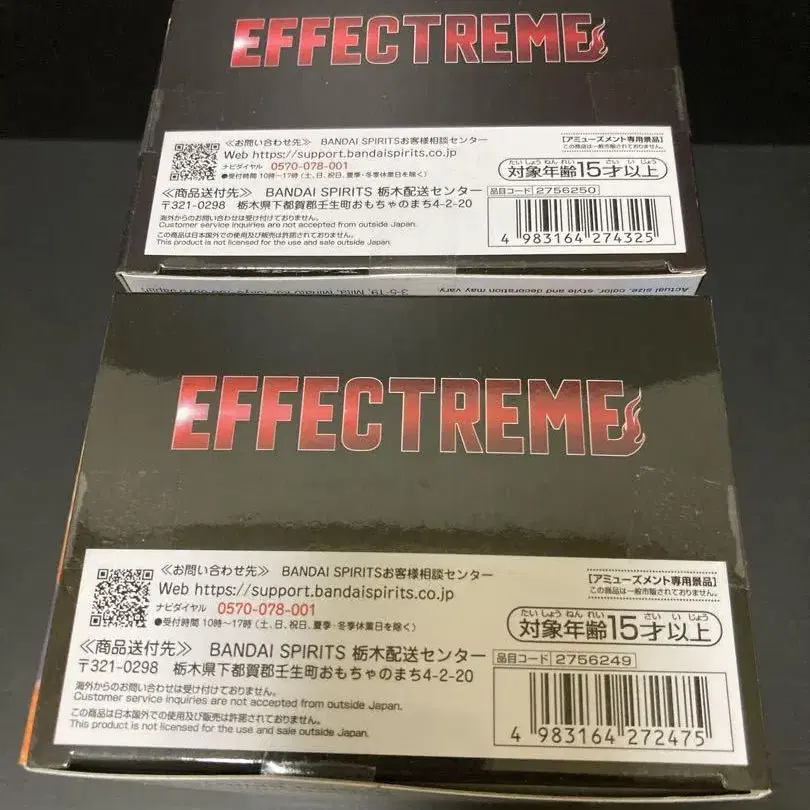 EFFECTREME
≪お問い合わせ先≫ BANDAI SPIRITSお客様相談センター
Web https://support.bandaispirits.co.jp
ナビダイヤル 0570-078-001
●受付時間 10時~17時(土、日、祝日、夏季・冬季休業日を除く)
≪商品送付先≫ BANDAI SPIRITS 栃木配送センター
〒321-0298 栃木県下都賀郡壬生町おもちゃのまち4-2-20
海外からのお問い合わせは受け付けておりません。
Customer service inquiries are not accepted from outside Japan.
この商品は日本国外での使用及び販売は許諾されておりません。
This product is not licensed for the use and sale outside Japan.
【アミューズメント専用景品】
この商品は一般市販されておりません。
たいしょうねんれい さいいじょう
対象年齢15才以上
品目コード 2756250
4 983164 274325
Actual size, color, style and decoration may vary.
EFFECTREME
≪お問い合わせ先≫ BANDAI SPIRITSお客様相談センター
Web https://support.bandaispirits.co.jp
ナビダイヤル 0570-078-001
●受付時間 10時~17時(土、日、祝日、夏季・冬季休業日を除く)
≪商品送付先≫ BANDAI SPIRITS 栃木配送センター
〒321-0298 栃木県下都賀郡壬生町おもちゃのまち4-2-20
海外からのお問い合わせは受け付けておりません。
Customer service inquiries are not accepted from outside Japan.
この商品は日本国外での使用及び販売は許諾されておりません。
This product is not licensed for the use and sale outside Japan.
【アミューズメント専用景品】
この商品は一般市販されておりません。
たいしょうねんれい さいいじょう
対象年齢15才以上
品目コード 2756249
4 983164 272475